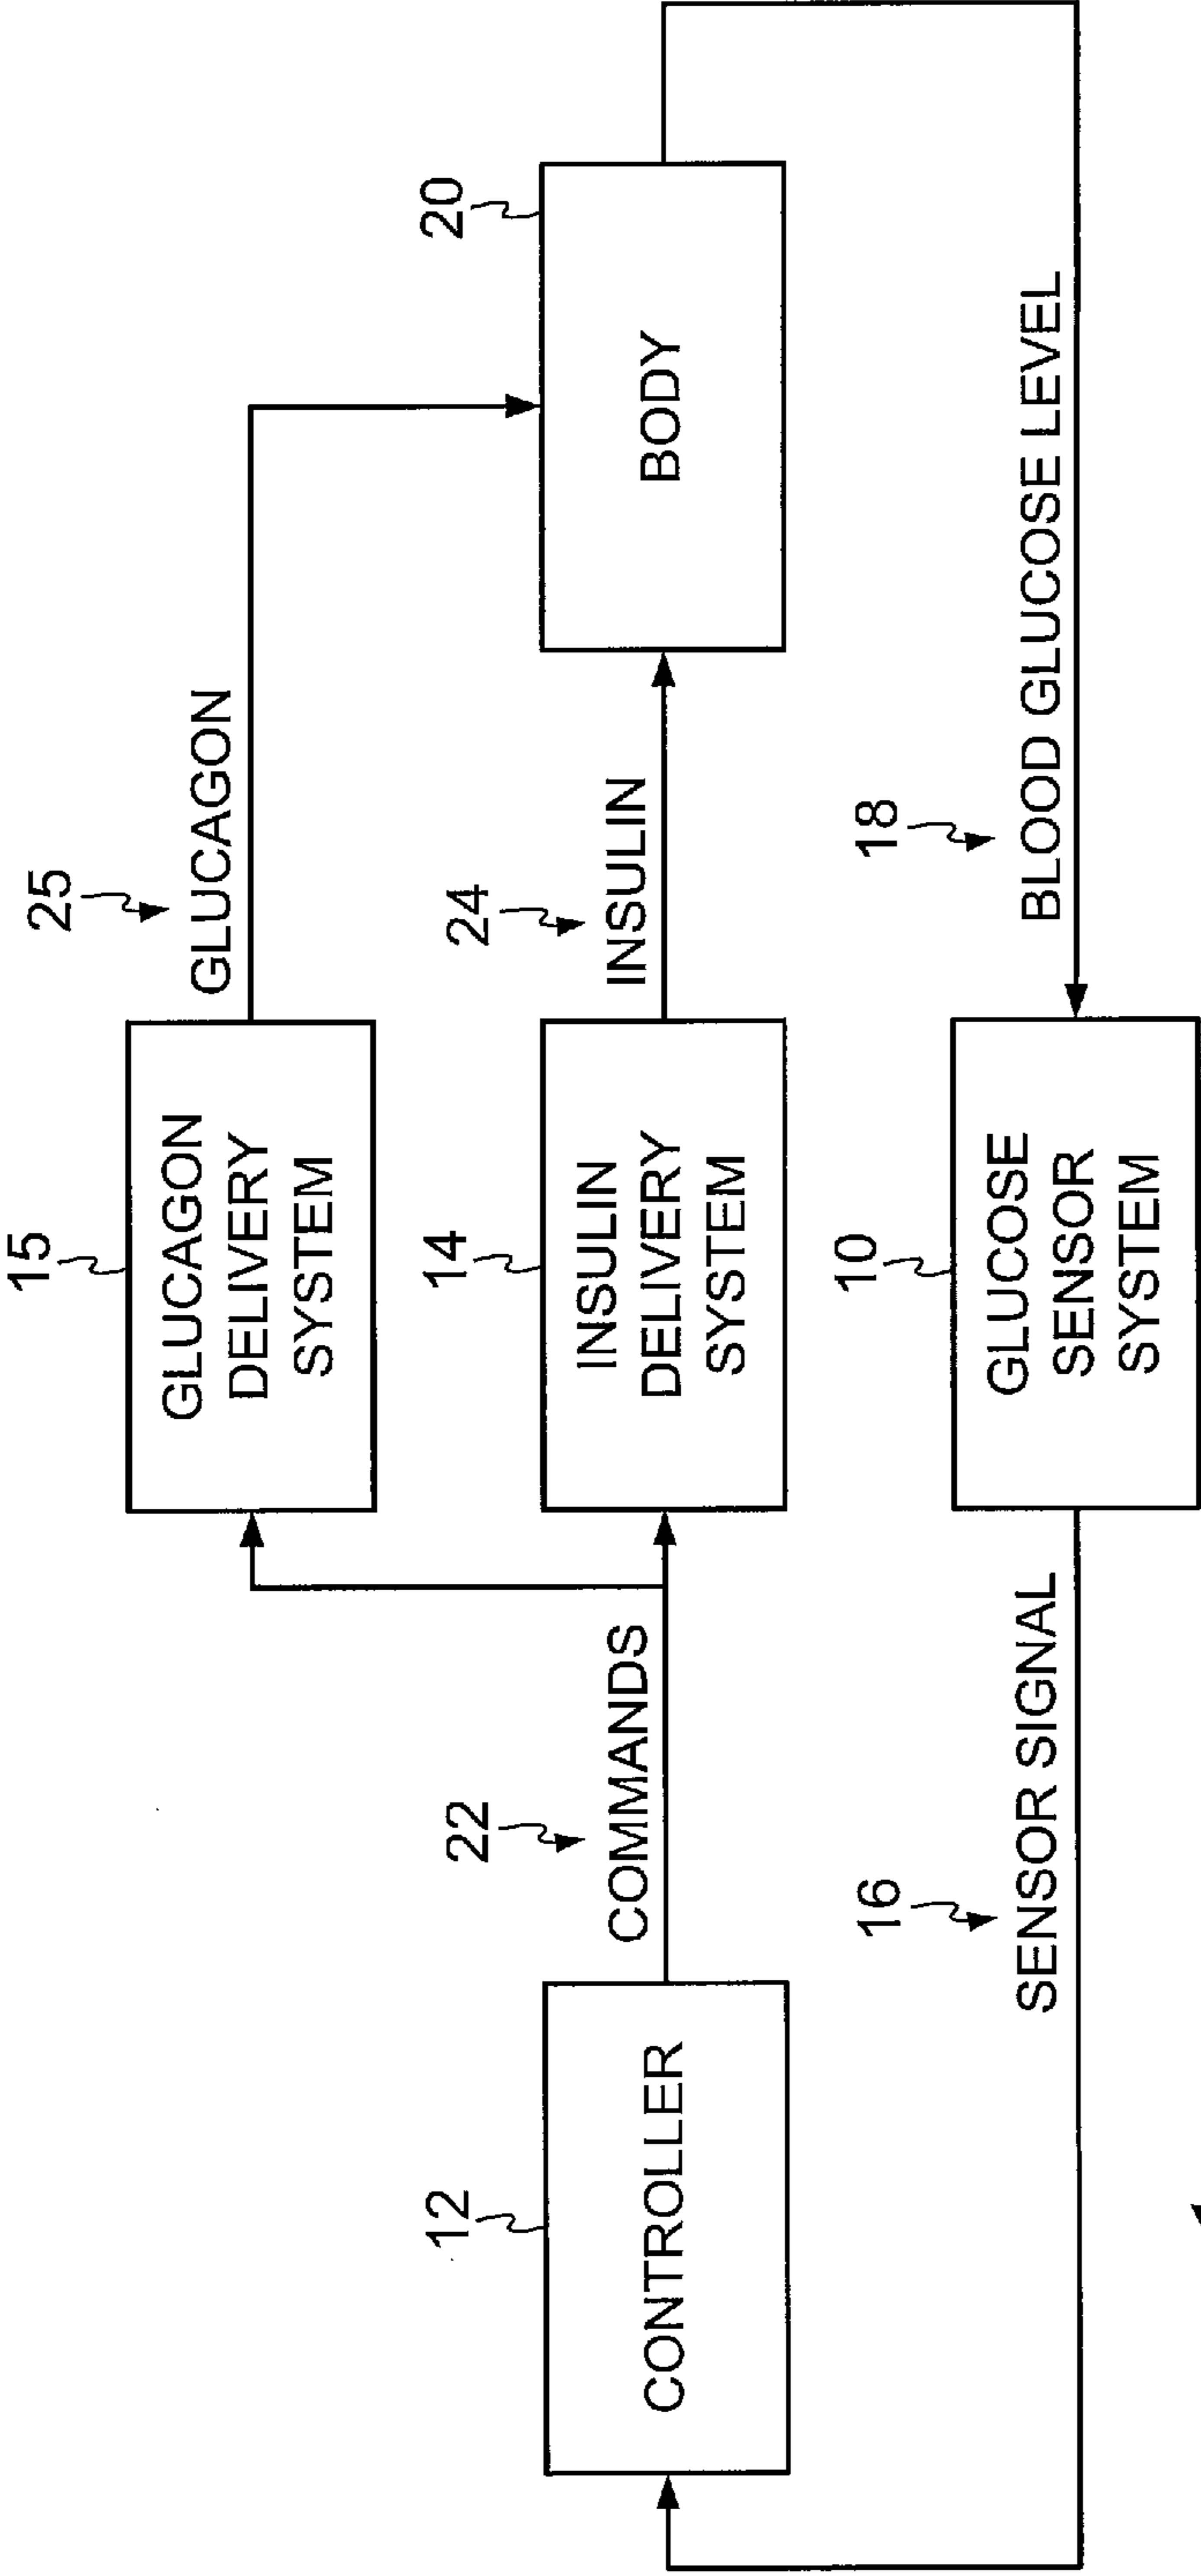 25
15
GLUCAGON
GLUCAGON
DELIVERY
SYSTEM
20
22
24
12
14
COMMANDS
INSULIN
CONTROLLER
INSULIN
DELIVERY
SYSTEM
BODY
16
10
18
SENSOR SIGNAL
GLUCOSE
SENSOR
SYSTEM
BLOOD GLUCOSE LEVEL